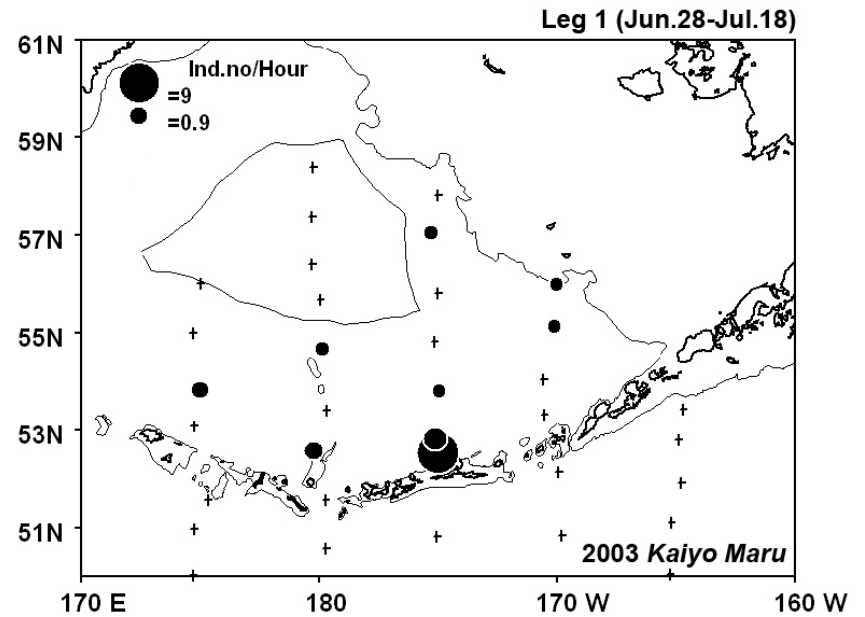 Leg 1 (Jun.28-Jul.18)
61N
Ind.no/Hour
=9
=0.9
59N
57N
55N
53N
51N
2003 Kaiyo Maru
170 E 180 170 W 160 W